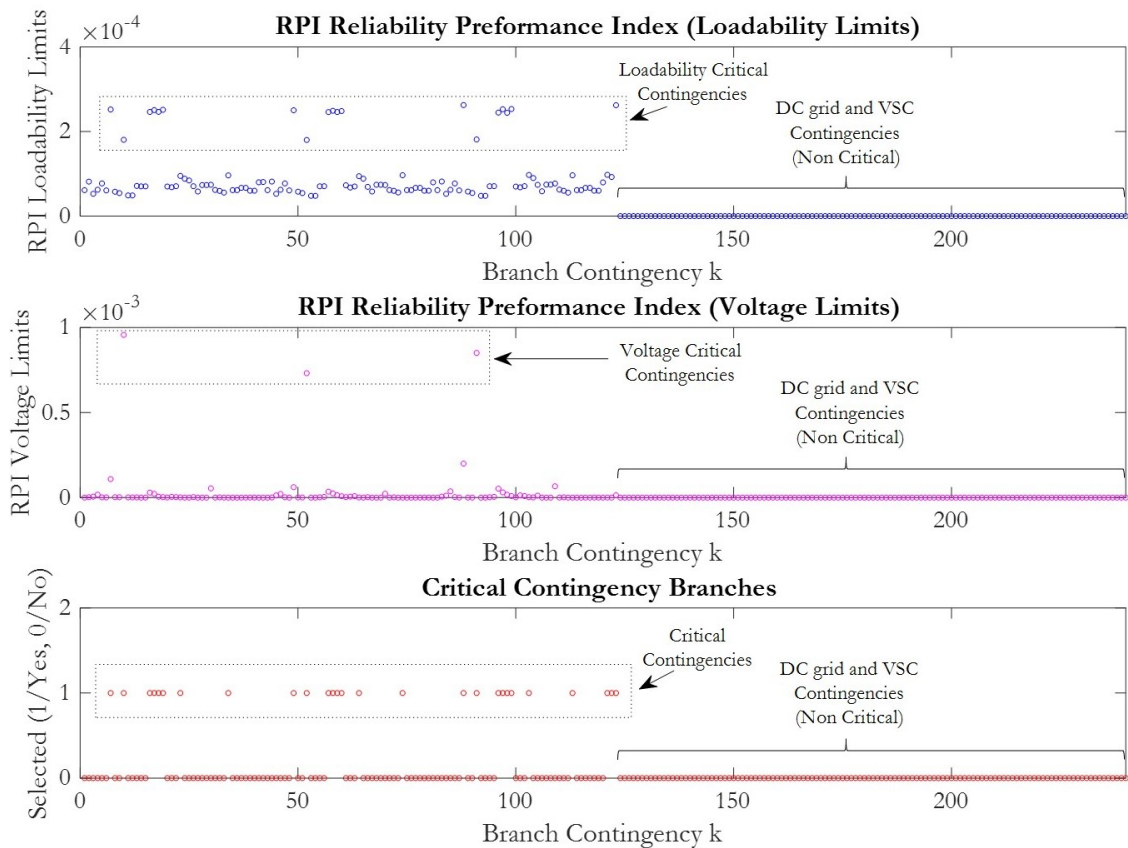 RPI Reliability Preformance Index (Loadability Limits)
×10-4
RPI Loadability Limits
4
2
0
Loadability Critical
Contingencies
DC grid and VSC
Contingencies
(Non Critical)
0 50 100 150 200
Branch Contingency k
RPI Reliability Preformance Index (Voltage Limits)
×10-3
RPI Voltage Limits
1
0.5
0
Voltage Critical
Contingencies
DC grid and VSC
Contingencies
(Non Critical)
0 50 100 150 200
Branch Contingency k
Critical Contingency Branches
Selected (1/Yes, 0/No)
2
1
0
Critical
Contingencies
DC grid and VSC
Contingencies
(Non Critical)
0 50 100 150 200
Branch Contingency k